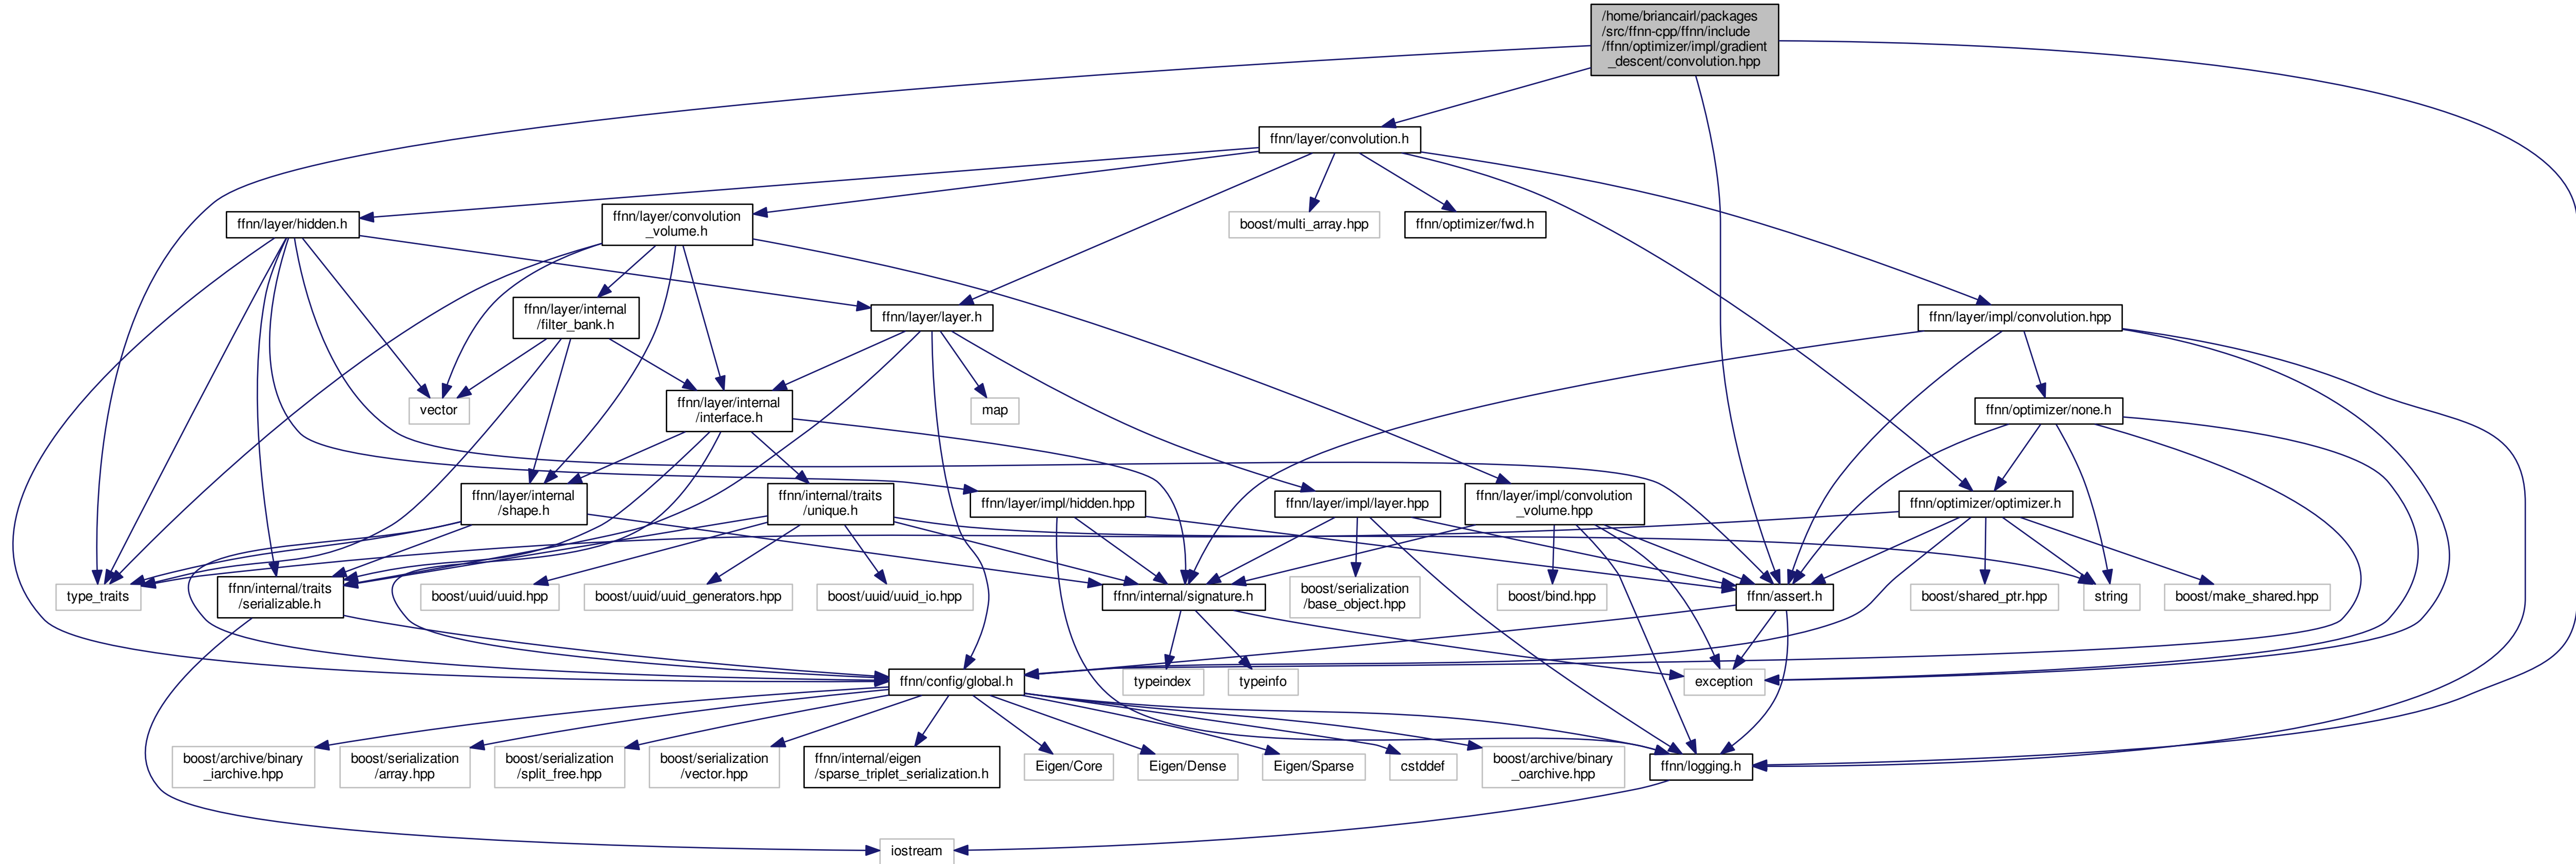 /home/briancairl/packages
/src/ffnn-cpp/ffnn/include
/ffnn/optimizer/impl/gradient
_descent/convolution.hpp
ffnn/layer/convolution.h
ffnn/layer/hidden.h
ffnn/layer/convolution
_volume.h
boost/multi_array.hpp
ffnn/optimizer/fwd.h
ffnn/layer/internal
/filter_bank.h
ffnn/layer/layer.h
ffnn/layer/impl/convolution.hpp
vector
ffnn/layer/internal
/interface.h
map
ffnn/optimizer/none.h
ffnn/layer/internal
/shape.h
ffnn/internal/traits
/unique.h
ffnn/layer/impl/hidden.hpp
ffnn/layer/impl/layer.hpp
ffnn/layer/impl/convolution
_volume.hpp
ffnn/optimizer/optimizer.h
type_traits
ffnn/internal/traits
/serializable.h
boost/uuid/uuid.hpp
boost/uuid/uuid_generators.hpp
boost/uuid/uuid_io.hpp
ffnn/internal/signature.h
boost/serialization
/base_object.hpp
boost/bind.hpp
ffnn/assert.h
boost/shared_ptr.hpp
string
boost/make_shared.hpp
ffnn/config/global.h
typeindex
typeinfo
exception
boost/archive/binary
_iarchive.hpp
boost/serialization
/array.hpp
boost/serialization
/split_free.hpp
boost/serialization
/vector.hpp
ffnn/internal/eigen
/sparse_triplet_serialization.h
Eigen/Core
Eigen/Dense
Eigen/Sparse
cstddef
boost/archive/binary
_oarchive.hpp
ffnn/logging.h
iostream